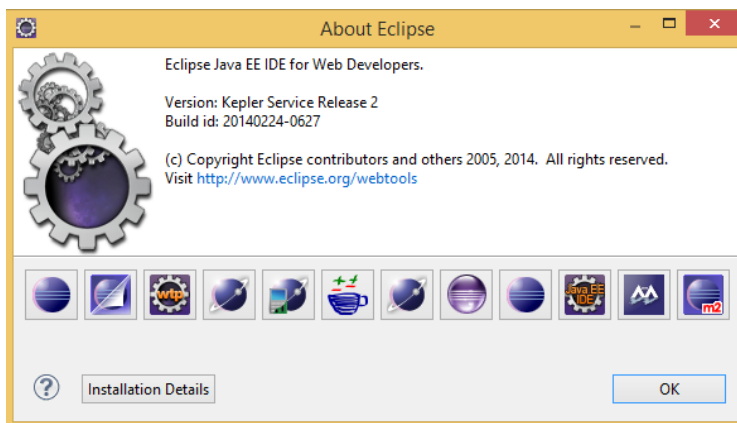 About Eclipse
Eclipse Java EE IDE for Web Developers.
Version: Kepler Service Release 2
Build id: 20140224-0627
(c) Copyright Eclipse contributors and others 2005, 2014.  All rights reserved.
Visit http://www.eclipse.org/webtools
wtp
Java EE
IDE
m2
? Installation Details OK